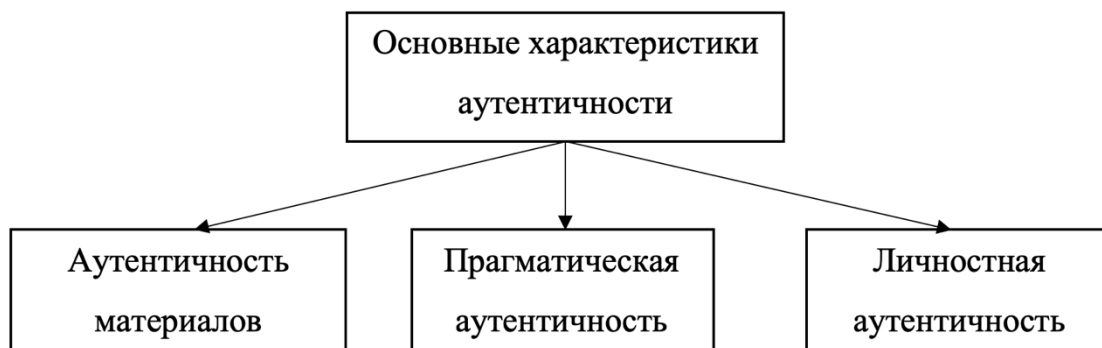 Основные характеристики
аутентичности
Аутентичность
материалов
Прагматическая
аутентичность
Личностная
аутентичность